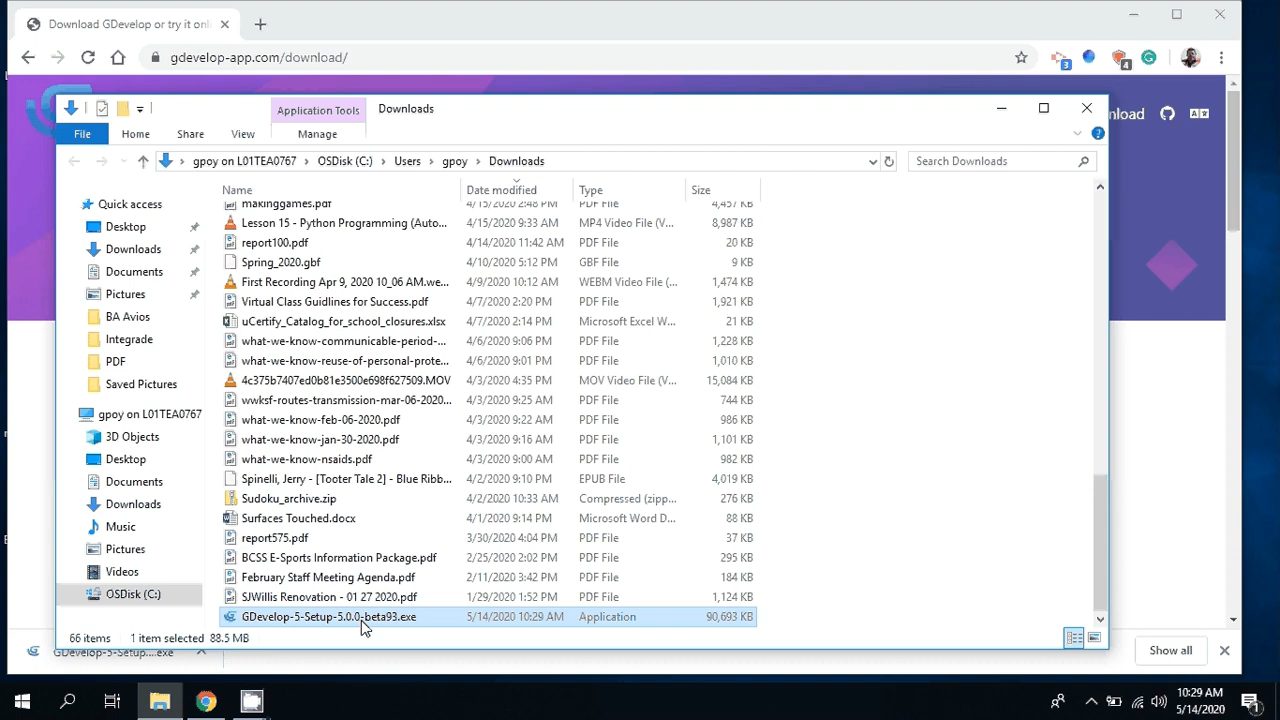 Download GDevelop or try it onl
gdevelop-app.com/download/
3
4
nload
Application Tools
Downloads
File
Home
Share
View
Manage
gpoy on L01TEA0767
OSDisk (C:)
Users
gpoy
Downloads
Search Downloads
Name
Date modified
Type
Size
Quick access
Desktop
Downloads
Documents
Pictures
BA Avios
Integrade
PDF
Saved Pictures
gpoy on L01TEA0767
3D Objects
Desktop
Documents
Downloads
Music
Pictures
Videos
OSDisk (C:)
makinggames.pdf 4/15/2020 2:48 PM PDF File 4,457 KB
Lesson 15 - Python Programming (Auto... 4/15/2020 9:33 AM MP4 Video File (V... 8,987 KB
report100.pdf 4/14/2020 11:42 AM PDF File 20 KB
Spring_2020.gbf 4/10/2020 5:12 PM GBF File 9 KB
First Recording Apr 9, 2020 10_06 AM.we... 4/9/2020 10:12 AM WEBM Video File (... 1,474 KB
Virtual Class Guidlines for Success.pdf 4/7/2020 2:20 PM PDF File 1,921 KB
uCertify_Catalog_for_school_closures.xlsx 4/7/2020 2:14 PM Microsoft Excel W... 21 KB
what-we-know-communicable-period-... 4/6/2020 9:06 PM PDF File 1,228 KB
what-we-know-reuse-of-personal-prote... 4/6/2020 9:01 PM PDF File 1,010 KB
4c375b7407ed0b81e3500e698f627509.MOV 4/3/2020 4:35 PM MOV Video File (V... 15,084 KB
wwksf-routes-transmission-mar-06-2020... 4/3/2020 9:25 AM PDF File 744 KB
what-we-know-feb-06-2020.pdf 4/3/2020 9:22 AM PDF File 986 KB
what-we-know-jan-30-2020.pdf 4/3/2020 9:16 AM PDF File 1,101 KB
what-we-know-nsaids.pdf 4/3/2020 9:00 AM PDF File 982 KB
Spinelli, Jerry - [Tooter Tale 2] - Blue Ribb... 4/2/2020 9:10 PM EPUB File 4,019 KB
Sudoku_archive.zip 4/2/2020 10:33 AM Compressed (zipp... 276 KB
Surfaces Touched.docx 4/1/2020 9:14 PM Microsoft Word D... 88 KB
report575.pdf 3/30/2020 4:04 PM PDF File 37 KB
BCSS E-Sports Information Package.pdf 2/25/2020 2:02 PM PDF File 295 KB
February Staff Meeting Agenda.pdf 2/11/2020 3:42 PM PDF File 184 KB
SJWillis Renovation - 01 27 2020.pdf 1/29/2020 1:52 PM PDF File 1,124 KB
GDevelop-5-Setup-5.0.0-beta93.exe 5/14/2020 10:29 AM Application 90,693 KB
66 items 1 item selected 88.5 MB
GDevelop-5-Setup....exe
Show all
10:29 AM
5/14/2020
1